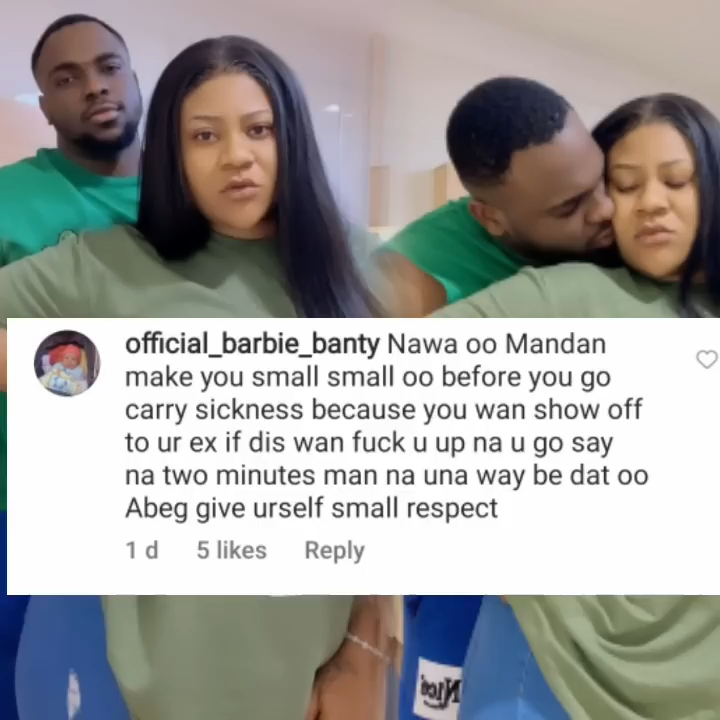 official_barbie_banty Nawa oo Mandan
make you small small oo before you go
carry sickness because you wan show off
to ur ex if dis wan fuck u up na u go say
na two minutes man na una way be dat oo
Abeg give urself small respect
1 d 5 likes Reply